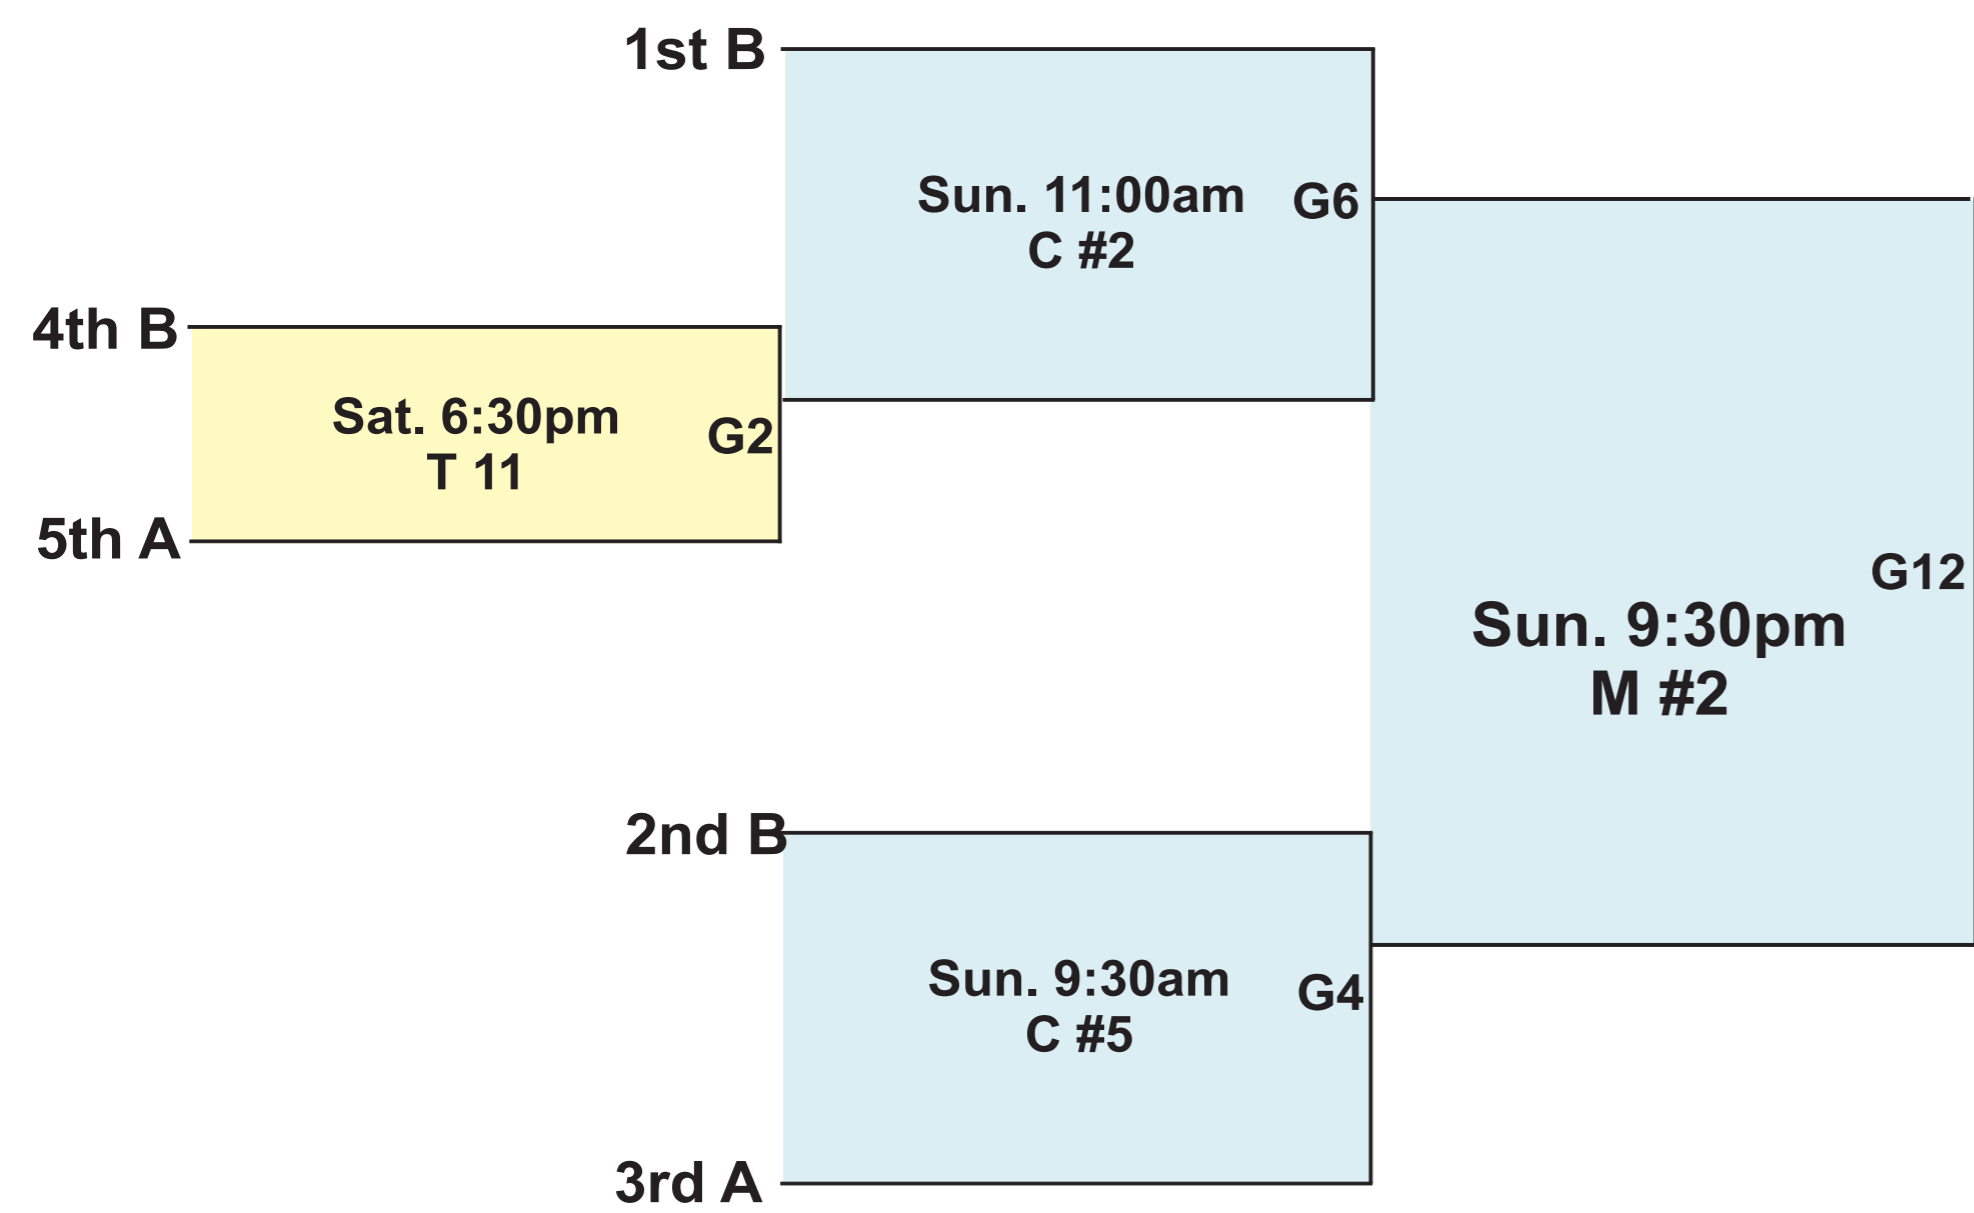 1st B
Sun. 11:00am
C #2
G6
4th B
Sat. 6:30pm
T 11
G2
5th A
Sun. 9:30pm
M #2
G12
2nd B
Sun. 9:30am
C #5
G4
3rd A